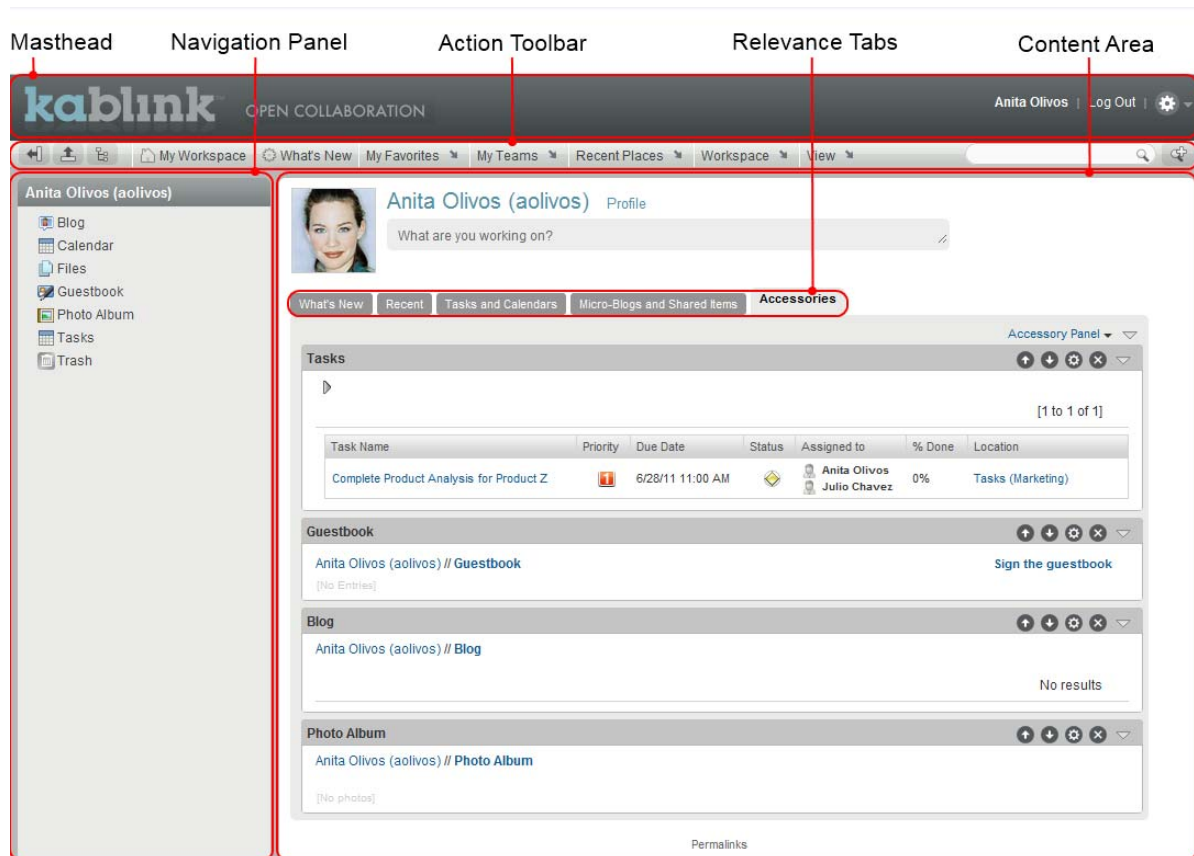 Masthead Navigation Panel Action Toolbar Relevance Tabs Content Area
kablink™ OPEN COLLABORATION
Anita Olivos | Log Out |
My Workspace What's New My Favorites My Teams Recent Places Workspace View
Anita Olivos (aolivos)
Blog
Calendar
Files
Guestbook
Photo Album
Tasks
Trash
Anita Olivos (aolivos) Profile
What are you working on?
What's New Recent Tasks and Calendars Micro-Blogs and Shared Items Accessories
Accessory Panel
Tasks
[1 to 1 of 1]
Task Name Priority Due Date Status Assigned to % Done Location
Complete Product Analysis for Product Z 1 6/28/11 11:00 AM Anita Olivos 0% Tasks (Marketing)
Julio Chavez
Guestbook
Anita Olivos (aolivos) // Guestbook Sign the guestbook
[No Entries]
Blog
Anita Olivos (aolivos) // Blog
No results
Photo Album
Anita Olivos (aolivos) // Photo Album
[No photos]
Permalinks